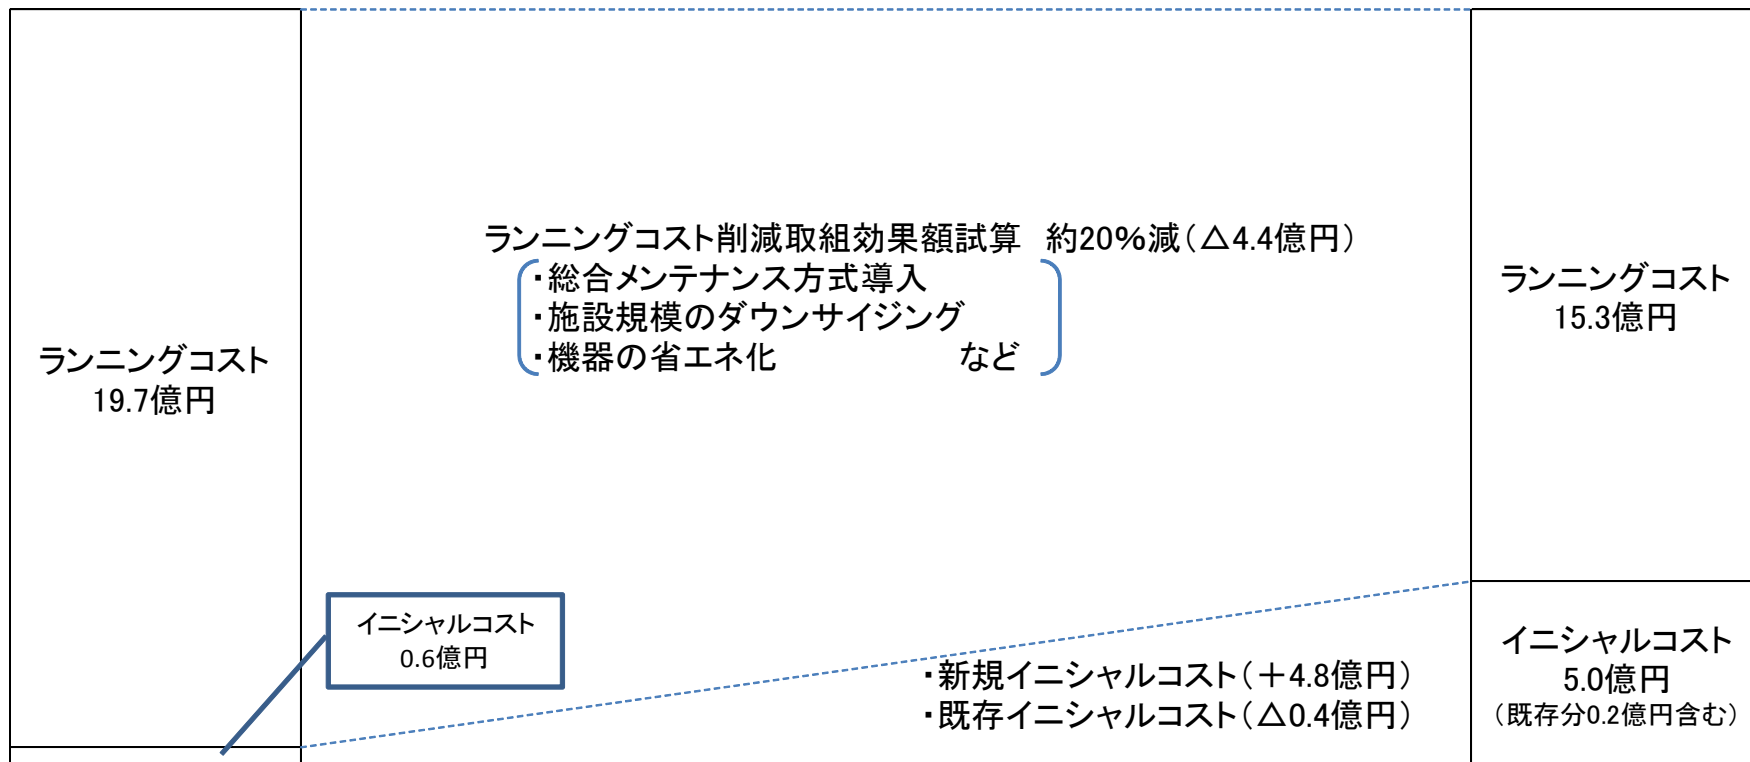 ランニングコスト
19.7億円
ランニングコスト削減取組効果額試算　約20%減（△4.4億円）
・総合メンテナンス方式導入
・施設規模のダウンサイジング
・機器の省エネ化　　　　　など
ランニングコスト
15.3億円
イニシャルコスト
0.6億円
・新規イニシャルコスト（＋4.8億円）
・既存イニシャルコスト（△0.4億円）
イニシャルコスト
5.0億円
（既存分0.2億円含む）